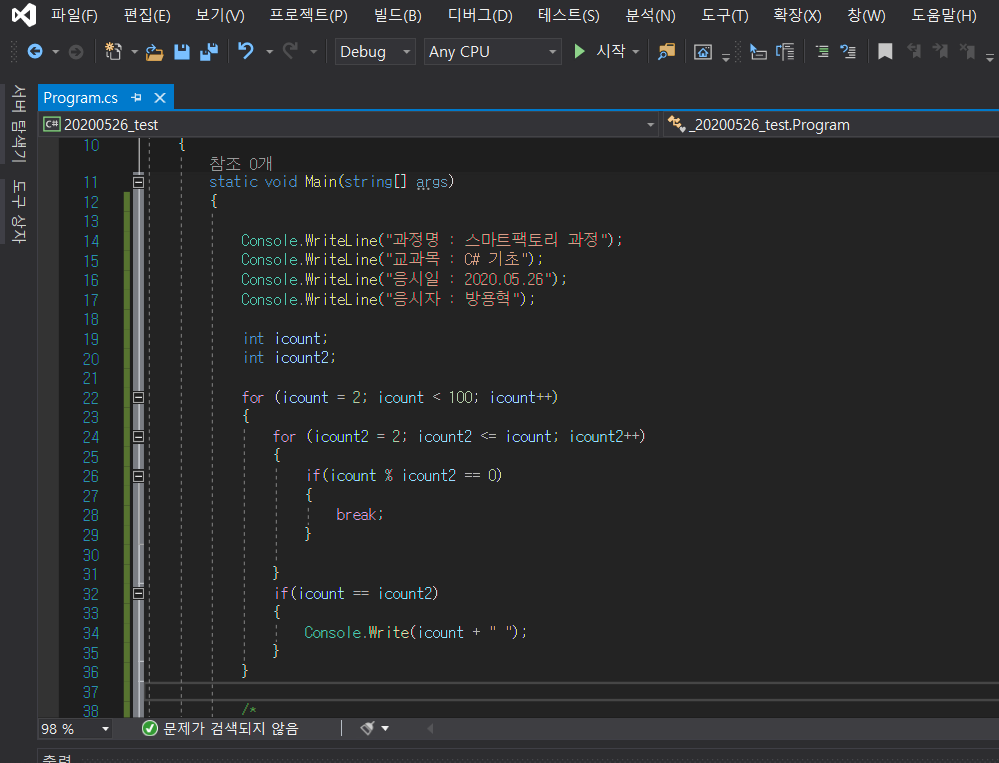 파일(F) 편집(E) 보기(V) 프로젝트(P) 빌드(B) 디버그(D) 테스트(S) 분석(N) 도구(T) 확장(X) 창(W) 도움말(H)
Debug Any CPU 시작
서버 탐색기
도구 상자
Program.cs
C# 20200526_test _20200526_test.Program
10 {
참조 0개
11 static void Main(string[] args)
12 {
13
14 Console.WriteLine("과정명 : 스마트팩토리 과정");
15 Console.WriteLine("교과목 : C# 기초");
16 Console.WriteLine("응시일 : 2020.05.26");
17 Console.WriteLine("응시자 : 방용혁");
18
19 int icount;
20 int icount2;
21
22 for (icount = 2; icount < 100; icount++)
23 {
24 for (icount2 = 2; icount2 <= icount; icount2++)
25 {
26 if(icount % icount2 == 0)
27 {
28 break;
29 }
30
31 }
32 if(icount == icount2)
33 {
34 Console.Write(icount + " ");
35 }
36 }
37
38 /*
98 % 문제가 검색되지 않음
출력